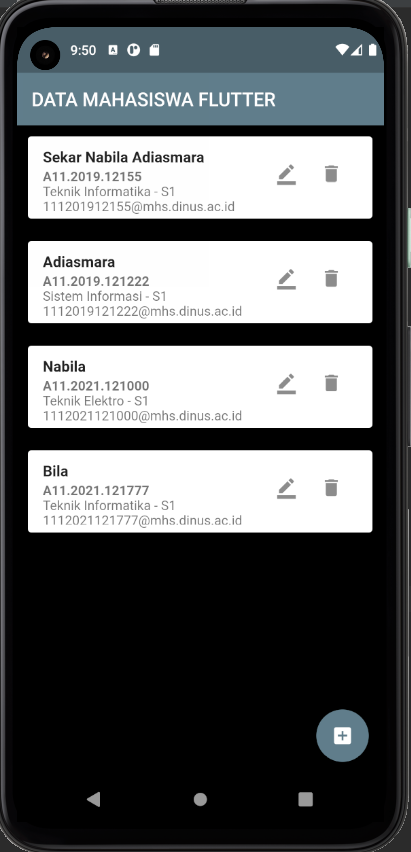 9:50
DATA MAHASISWA FLUTTER
Sekar Nabila Adiasmara
A11.2019.12155
Teknik Informatika - S1
111201912155@mhs.dinus.ac.id
Adiasmara
A11.2019.121222
Sistem Informasi - S1
1112019121222@mhs.dinus.ac.id
Nabila
A11.2021.121000
Teknik Elektro - S1
1112021121000@mhs.dinus.ac.id
Bila
A11.2021.121777
Teknik Informatika - S1
1112021121777@mhs.dinus.ac.id